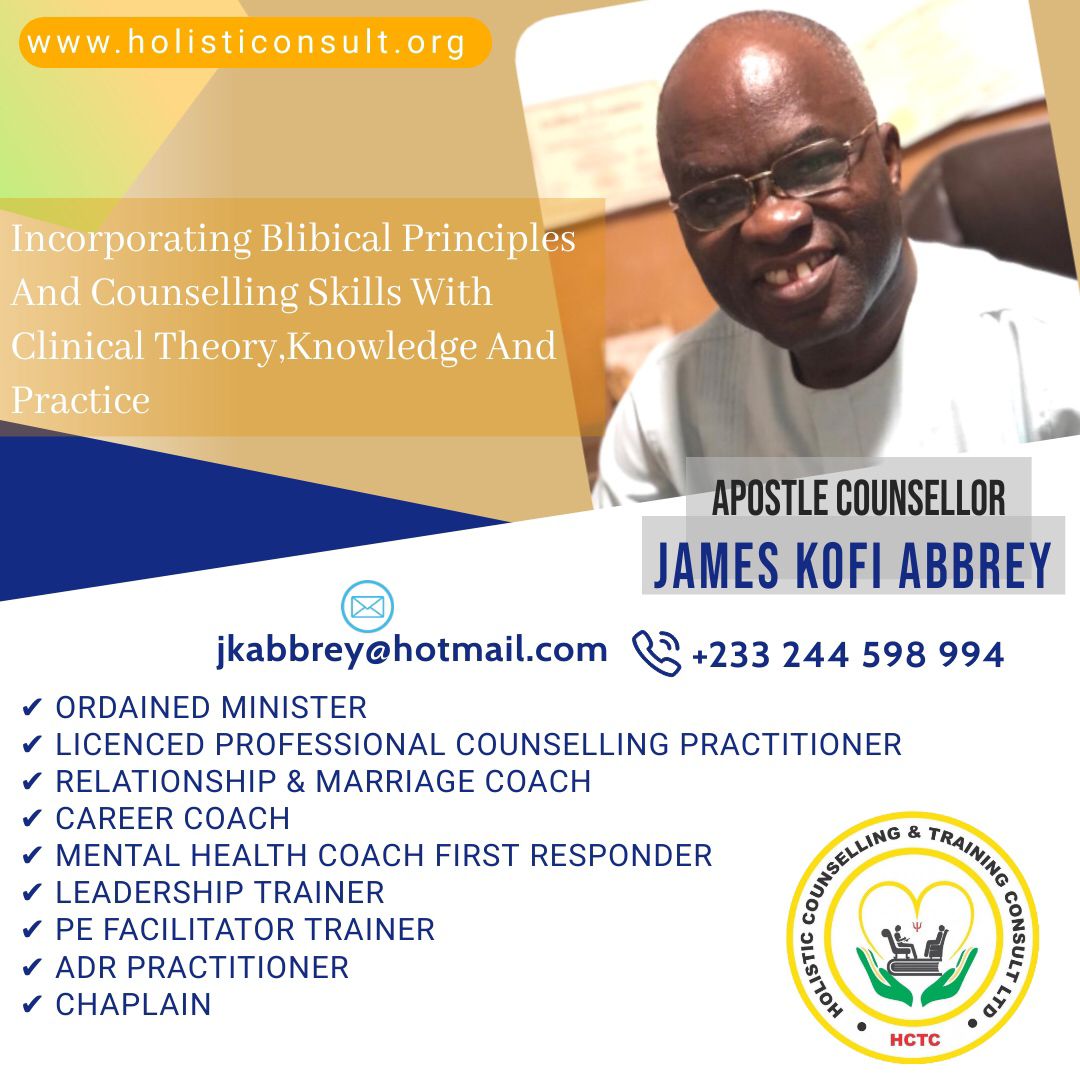 www.holisticonsult.org
Incorporating Blibical Principles
And Counselling Skills With
Clinical Theory,Knowledge And
Practice
APOSTLE COUNSELLOR
JAMES KOFI ABBREY
jkabbrey@hotmail.com
+233 244 598 994
✔ ORDAINED MINISTER
✔ LICENCED PROFESSIONAL COUNSELLING PRACTITIONER
✔ RELATIONSHIP & MARRIAGE COACH
✔ CAREER COACH
✔ MENTAL HEALTH COACH FIRST RESPONDER
✔ LEADERSHIP TRAINER
✔ PE FACILITATOR TRAINER
✔ ADR PRACTITIONER
✔ CHAPLAIN
HOLISTIC COUNSELLING & TRAINING CONSULT LTD
Ψ
HCTC